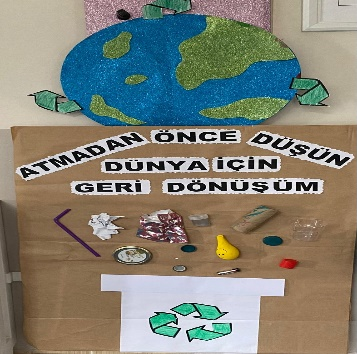 ATMADAN ÖNCE DÜŞÜN
DÜNYA İÇİN
GERİ DÖNÜŞÜM